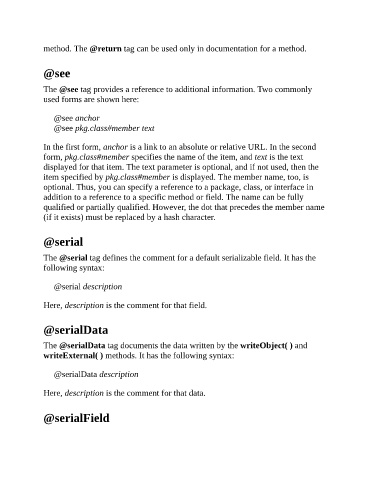 method. The @return tag can be used only in documentation for a method.
@see
The @see tag provides a reference to additional information. Two commonly
used forms are shown here:
@see anchor
@see pkg.class#member text
In the first form, anchor is a link to an absolute or relative URL. In the second
form, pkg.class#member specifies the name of the item, and text is the text
displayed for that item. The text parameter is optional, and if not used, then the
item specified by pkg.class#member is displayed. The member name, too, is
optional. Thus, you can specify a reference to a package, class, or interface in
addition to a reference to a specific method or field. The name can be fully
qualified or partially qualified. However, the dot that precedes the member name
(if it exists) must be replaced by a hash character.
@serial
The @serial tag defines the comment for a default serializable field. It has the
following syntax:
@serial description
Here, description is the comment for that field.
@serialData
The @serialData tag documents the data written by the writeObject( ) and
writeExternal( ) methods. It has the following syntax:
@serialData description
Here, description is the comment for that data.
@serialField